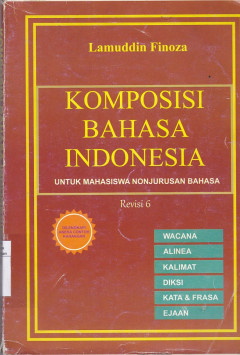 Lamuddin Finoza
KOMPOSISI
BAHASA
INDONESIA
UNTUK MAHASISWA NONJURUSAN BAHASA
Revisi 6
WACANA
ALINEA
KALIMAT
DIKSI
KATA & FRASA
EJAAN